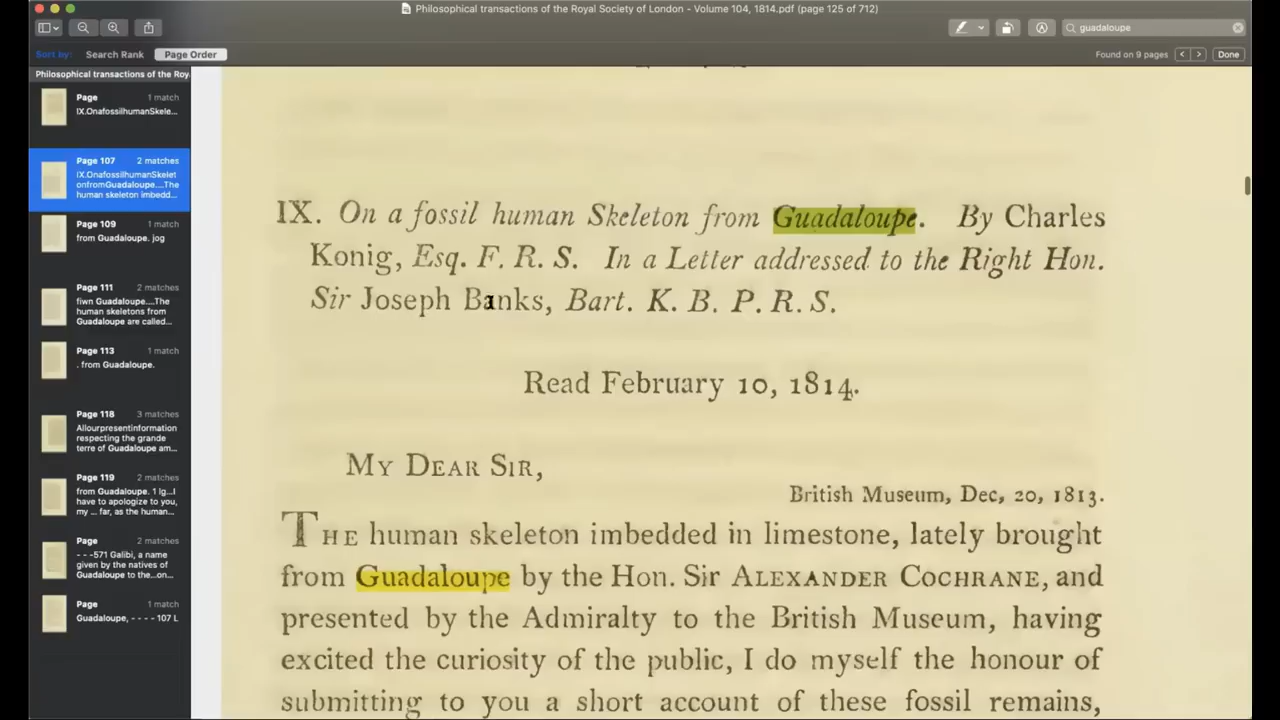 Philosophical transactions of the Royal Society of London - Volume 104, 1814.pdf (page 125 of 712)
guadaloupe
Sort by:
Search Rank
Page Order
Found on 9 pages
Done
Philosophical transactions of the Roy
Page 1 match
IX.OnafossilhumanSkele...
Page 107 2 matches
IX.OnafossilhumanSkelet
onfromGuadaloupe....The
human skeleton imbedd...
Page 109 1 match
from Guadaloupe. jog
Page 111 2 matches
fiwn Guadaloupe....The
human skeletons from
Guadaloupe are called...
Page 113 1 match
. from Guadaloupe.
Page 118 3 matches
Allourpresentinformation
respecting the grande
terre of Guadaloupe am...
Page 119 2 matches
from Guadaloupe. 1 lg...I
have to apologize to you,
my ... far, as the human...
Page 2 matches
- - -571 Galibi, a name
given by the natives of
Guadaloupe to the...on...
Page 1 match
Guadaloupe, - - - - 107 L
IX. On a fossil human Skeleton from Guadaloupe. By Charles
Konig, Esq. F. R. S. In a Letter addressed to the Right Hon.
Sir Joseph Banks, Bart. K. B. P. R. S.
Read February 10, 1814.
MY DEAR SIR,
British Museum, Dec, 20, 1813.
THE human skeleton imbedded in limestone, lately brought
from Guadaloupe by the Hon. Sir ALEXANDER COCHRANE, and
presented by the Admiralty to the British Museum, having
excited the curiosity of the public, I do myself the honour of
submitting to you a short account of these fossil remains,